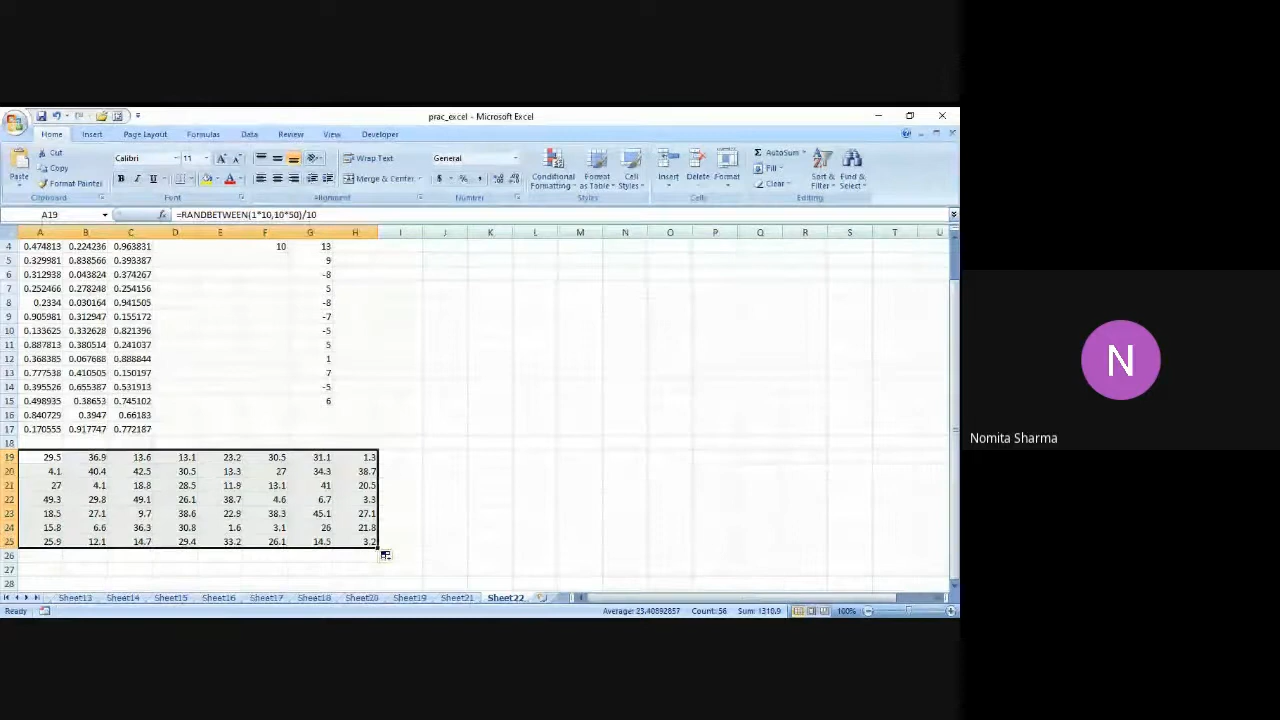 prac_excel - Microsoft Excel
Home Insert Page Layout Formulas Data Review View Developer
Cut
Copy
Format Painter
Paste
Clipboard
Calibri 11
B I U
Font
Wrap Text
Merge & Center
Alignment
General
$ % ,
Number
Conditional Formatting
Format as Table
Cell Styles
Styles
Insert Delete Format
Cells
AutoSum
Fill
Clear
Sort & Filter
Find & Select
Editing
A19 fx =RANDBETWEEN(1*10,10*50)/10
A B C D E F G H I J K L M N O P Q R S T U
4 0.474813 0.224236 0.963831 10 13
5 0.329981 0.838566 0.393387 9
6 0.312938 0.043824 0.374267 -8
7 0.252466 0.278248 0.254156 5
8 0.2334 0.030164 0.941505 -8
9 0.905981 0.312947 0.155172 -7
10 0.133625 0.332628 0.821396 -5
11 0.887813 0.380514 0.241037 5
12 0.368385 0.067688 0.888844 1
13 0.777538 0.410505 0.150197 7
14 0.395526 0.655387 0.531913 -5
15 0.498935 0.38653 0.745102 6
16 0.840729 0.3947 0.66183
17 0.170555 0.917747 0.772187
18
19 29.5 36.9 13.6 13.1 23.2 30.5 31.1 1.3
20 4.1 40.4 42.5 30.5 13.3 27 34.3 38.7
21 27 4.1 18.8 28.5 11.9 13.1 41 20.5
22 49.3 29.8 49.1 26.1 38.7 4.6 6.7 3.3
23 18.5 27.1 9.7 38.6 22.9 38.3 45.1 27.1
24 15.8 6.6 36.3 30.8 1.6 3.1 26 21.8
25 25.9 12.1 14.7 29.4 33.2 26.1 14.5 3.2
26
27
28
Sheet13 Sheet14 Sheet15 Sheet16 Sheet17 Sheet18 Sheet20 Sheet19 Sheet21 Sheet22
Ready Average: 23.40892857 Count: 56 Sum: 1310.9 100%
N
Nomita Sharma